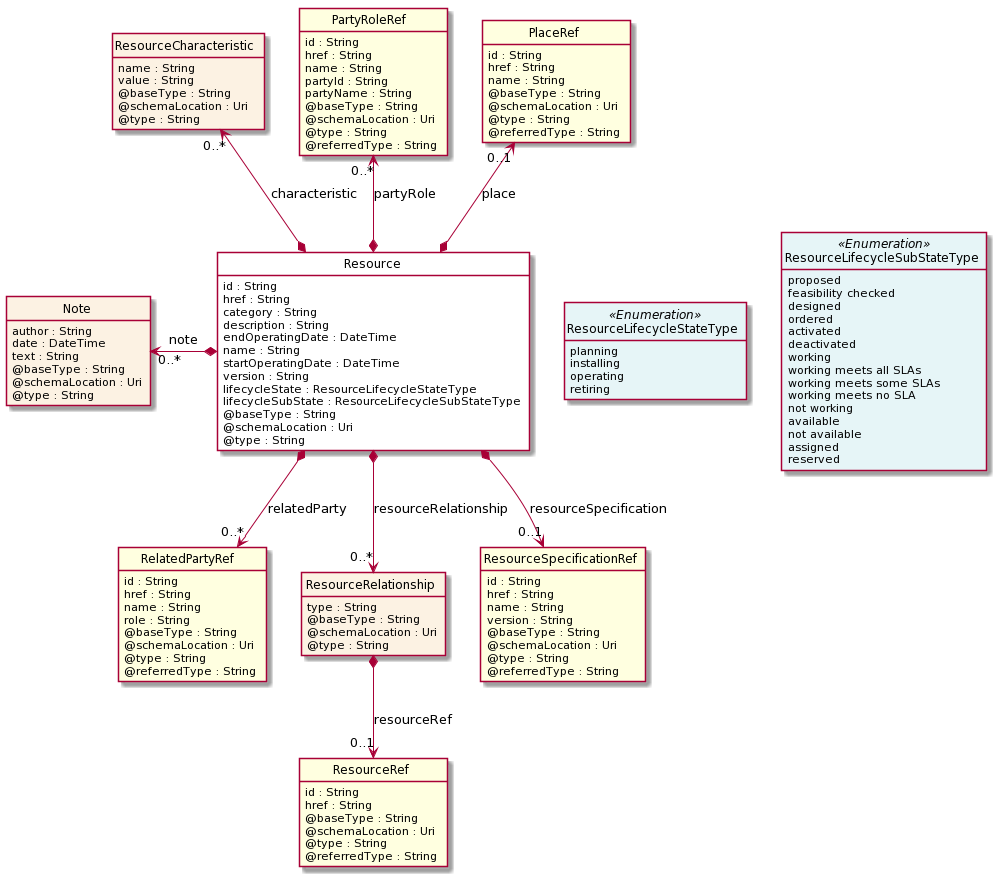 PartyRoleRef
id : String
href : String
name : String
partyId : String
partyName : String
@baseType : String
@schemaLocation : Uri
@type : String
@referredType : String
PlaceRef
id : String
href : String
name : String
@baseType : String
@schemaLocation : Uri
@type : String
@referredType : String
ResourceCharacteristic
name : String
value : String
@baseType : String
@schemaLocation : Uri
@type : String
0..*
0..*
0..1
characteristic
partyRole
place
Resource
id : String
href : String
category : String
description : String
endOperatingDate : DateTime
name : String
startOperatingDate : DateTime
version : String
lifecycleState : ResourceLifecycleStateType
lifecycleSubState : ResourceLifecycleSubStateType
@baseType : String
@schemaLocation : Uri
@type : String
Note
author : String
date : DateTime
text : String
@baseType : String
@schemaLocation : Uri
@type : String
note
0..*
«Enumeration»
ResourceLifecycleStateType
planning
installing
operating
retiring
«Enumeration»
ResourceLifecycleSubStateType
proposed
feasibility checked
designed
ordered
activated
deactivated
working
working meets all SLAs
working meets some SLAs
working meets no SLA
not working
available
not available
assigned
reserved
relatedParty
resourceRelationship
resourceSpecification
0..*
0..*
0..1
RelatedPartyRef
id : String
href : String
name : String
role : String
@baseType : String
@schemaLocation : Uri
@type : String
@referredType : String
ResourceRelationship
type : String
@baseType : String
@schemaLocation : Uri
@type : String
ResourceSpecificationRef
id : String
href : String
name : String
version : String
@baseType : String
@schemaLocation : Uri
@type : String
@referredType : String
resourceRef
0..1
ResourceRef
id : String
href : String
@baseType : String
@schemaLocation : Uri
@type : String
@referredType : String